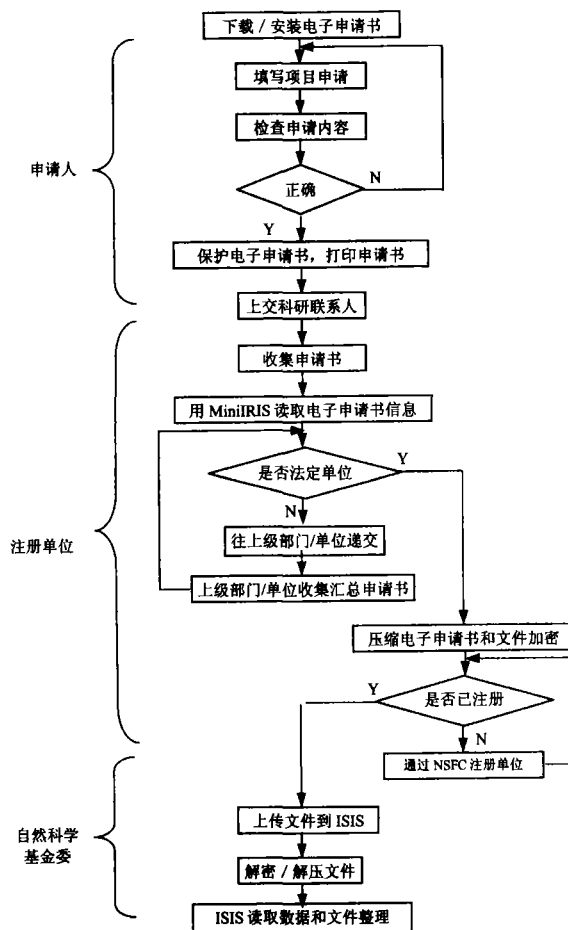 下载 / 安装电子申请书
填写项目申请
检查申请内容
申请人
正确
N
Y
保护电子申请书，打印申请书
上交科研联系人
收集申请书
用 MiniIRIS 读取电子申请书信息
是否法定单位
Y
N
往上级部门/单位递交
注册单位
上级部门/单位收集汇总申请书
压缩电子申请书和文件加密
Y
是否已注册
N
通过 NSFC 注册单位
上传文件到 ISIS
自然科学
基金委
解密 / 解压文件
ISIS 读取数据和文件整理